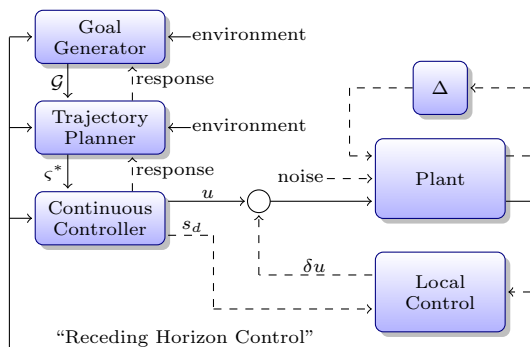 Goal
Generator
environment
𝒢
response
Trajectory
Planner
environment
ς*
response
Continuous
Controller
u
s_d
noise
Δ
Plant
δu
Local
Control
“Receding Horizon Control”